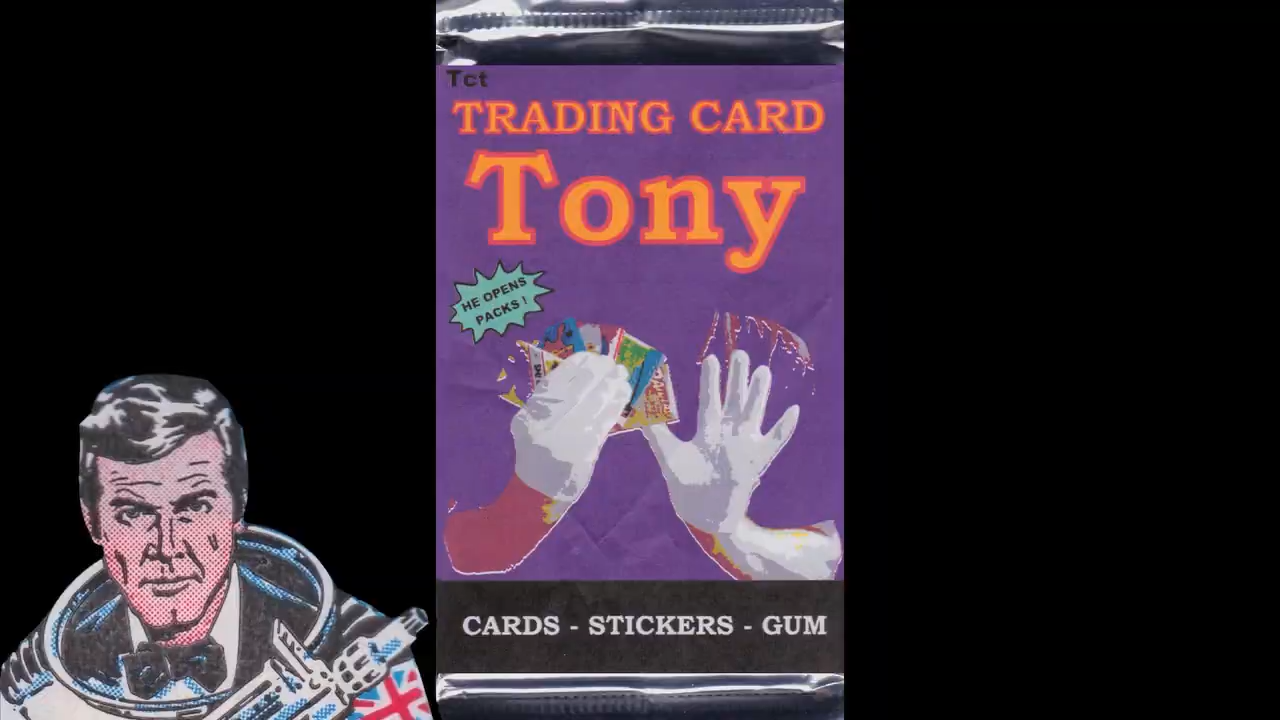 Tct
TRADING CARD
Tony
HE OPENS
PACKS !
CARDS - STICKERS - GUM